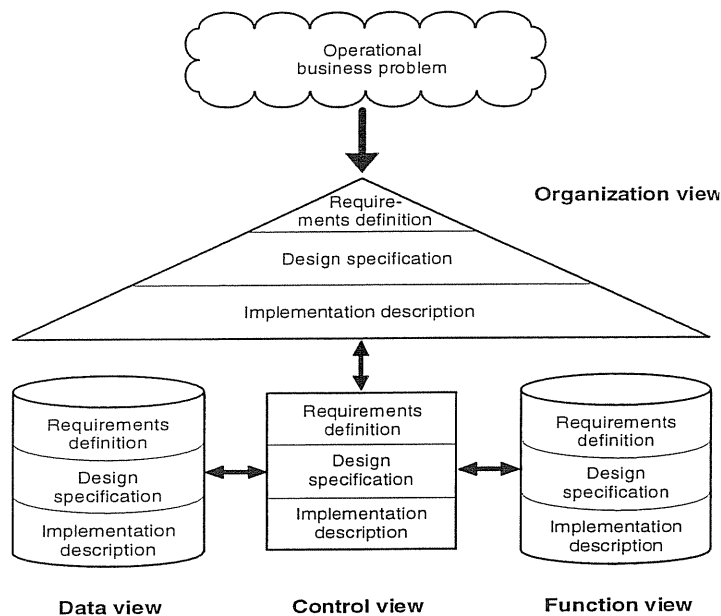 Operational
business problem
Organization view
Require-
ments definition
Design specification
Implementation description
Requirements
definition
Design
specification
Implementation
description
Requirements
definition
Design
specification
Implementation
description
Requirements
definition
Design
specification
Implementation
description
Data view
Control view
Function view